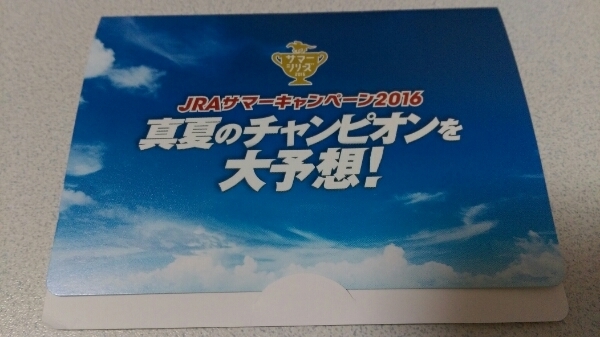 サマー
シリーズ
2016
JRAサマーキャンペーン2016
真夏のチャンピオンを
大予想!